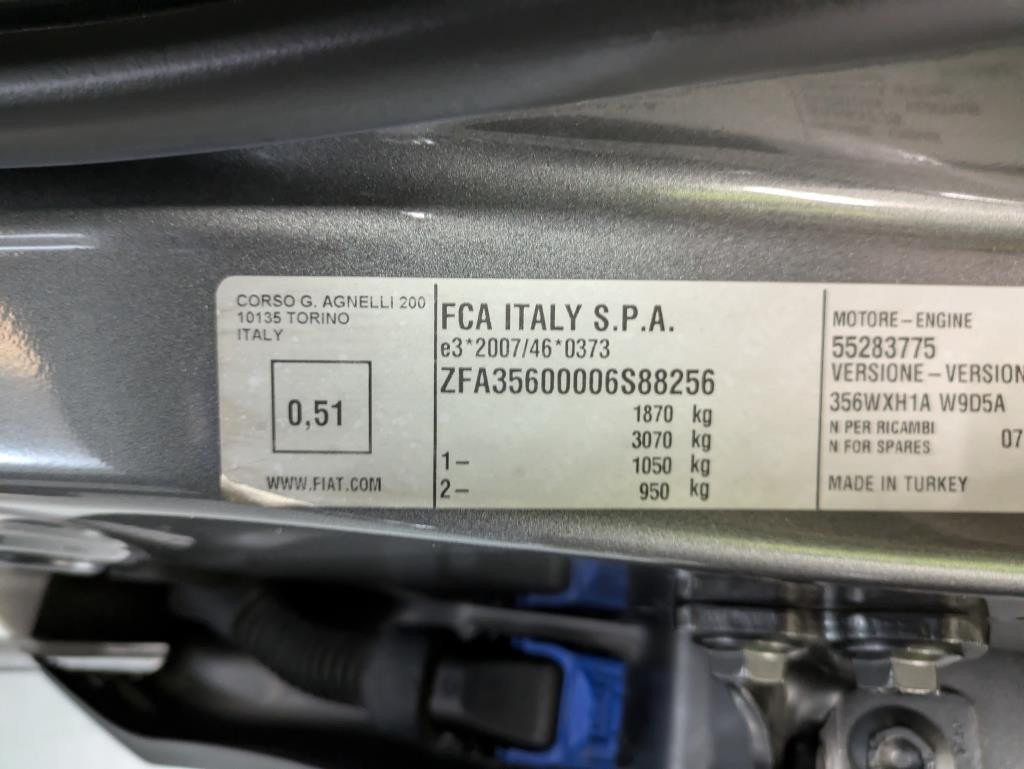 CORSO G. AGNELLI 200
10135 TORINO
ITALY
0,51
WWW.FIAT.COM
FCA ITALY S.P.A.
e3*2007/46*0373
ZFA35600006S88256
1870 kg
3070 kg
1– 1050 kg
2– 950 kg
MOTORE – ENGINE
55283775
VERSIONE – VERSION
356WXH1A W9D5A
N PER RICAMBI
N FOR SPARES 07
MADE IN TURKEY